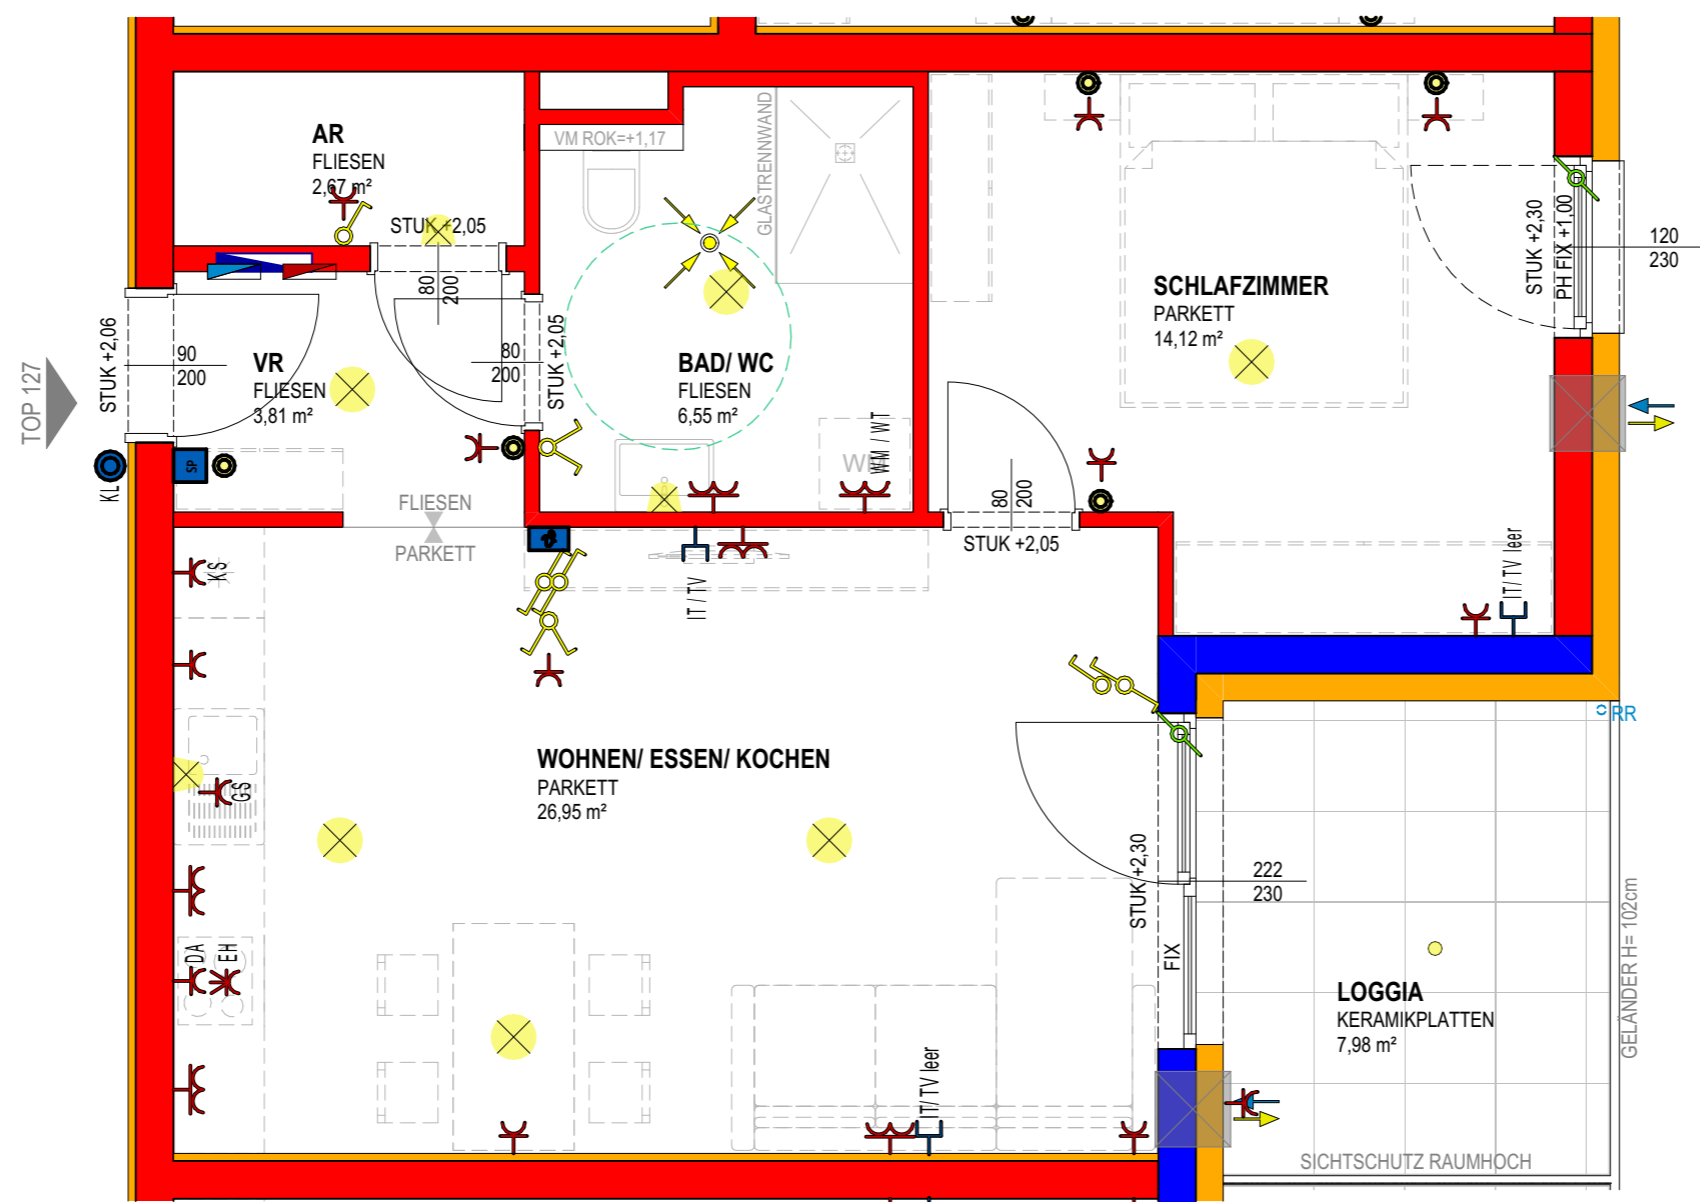 AR
FLIESEN
2,67 m²
STUK +2,05
80
200
VM ROK=+1,17
GLASTRENNWAND
STUK +2,06
90
200
TOP 127
VR
FLIESEN
3,81 m²
80
200
STUK +2,05
BAD/ WC
FLIESEN
6,55 m²
WM
WM / WT
SCHLAFZIMMER
PARKETT
14,12 m²
STUK +2,30
PH FIX +1,00
120
230
KL
SP
FLIESEN
PARKETT
80
200
STUK +2,05
IT / TV
IT/ TV leer
KS
GS
DA
EH
WOHNEN/ ESSEN/ KOCHEN
PARKETT
26,95 m²
STUK +2,30
FIX
222
230
RR
LOGGIA
KERAMIKPLATTEN
7,98 m²
GELÄNDER H= 102cm
IT/ TV leer
SICHTSCHUTZ RAUMHOCH